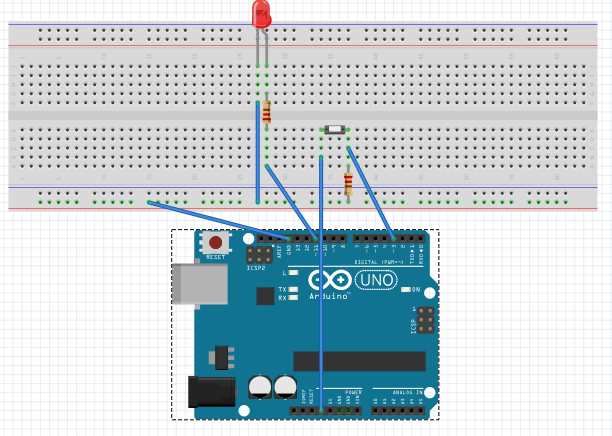 RESET
ICSP2
AREF
GND
13
12
~11
~10
~9
8
7
~6
~5
4
~3
2
TX▶1
RX◀0
DIGITAL (PWM=~)
L
TX
RX
Arduino
UNO
ON
ICSP
IOREF
RESET
POWER
ANALOG IN
5V
GND
GND
VIN
A0
A1
A2
A3
A4
A5